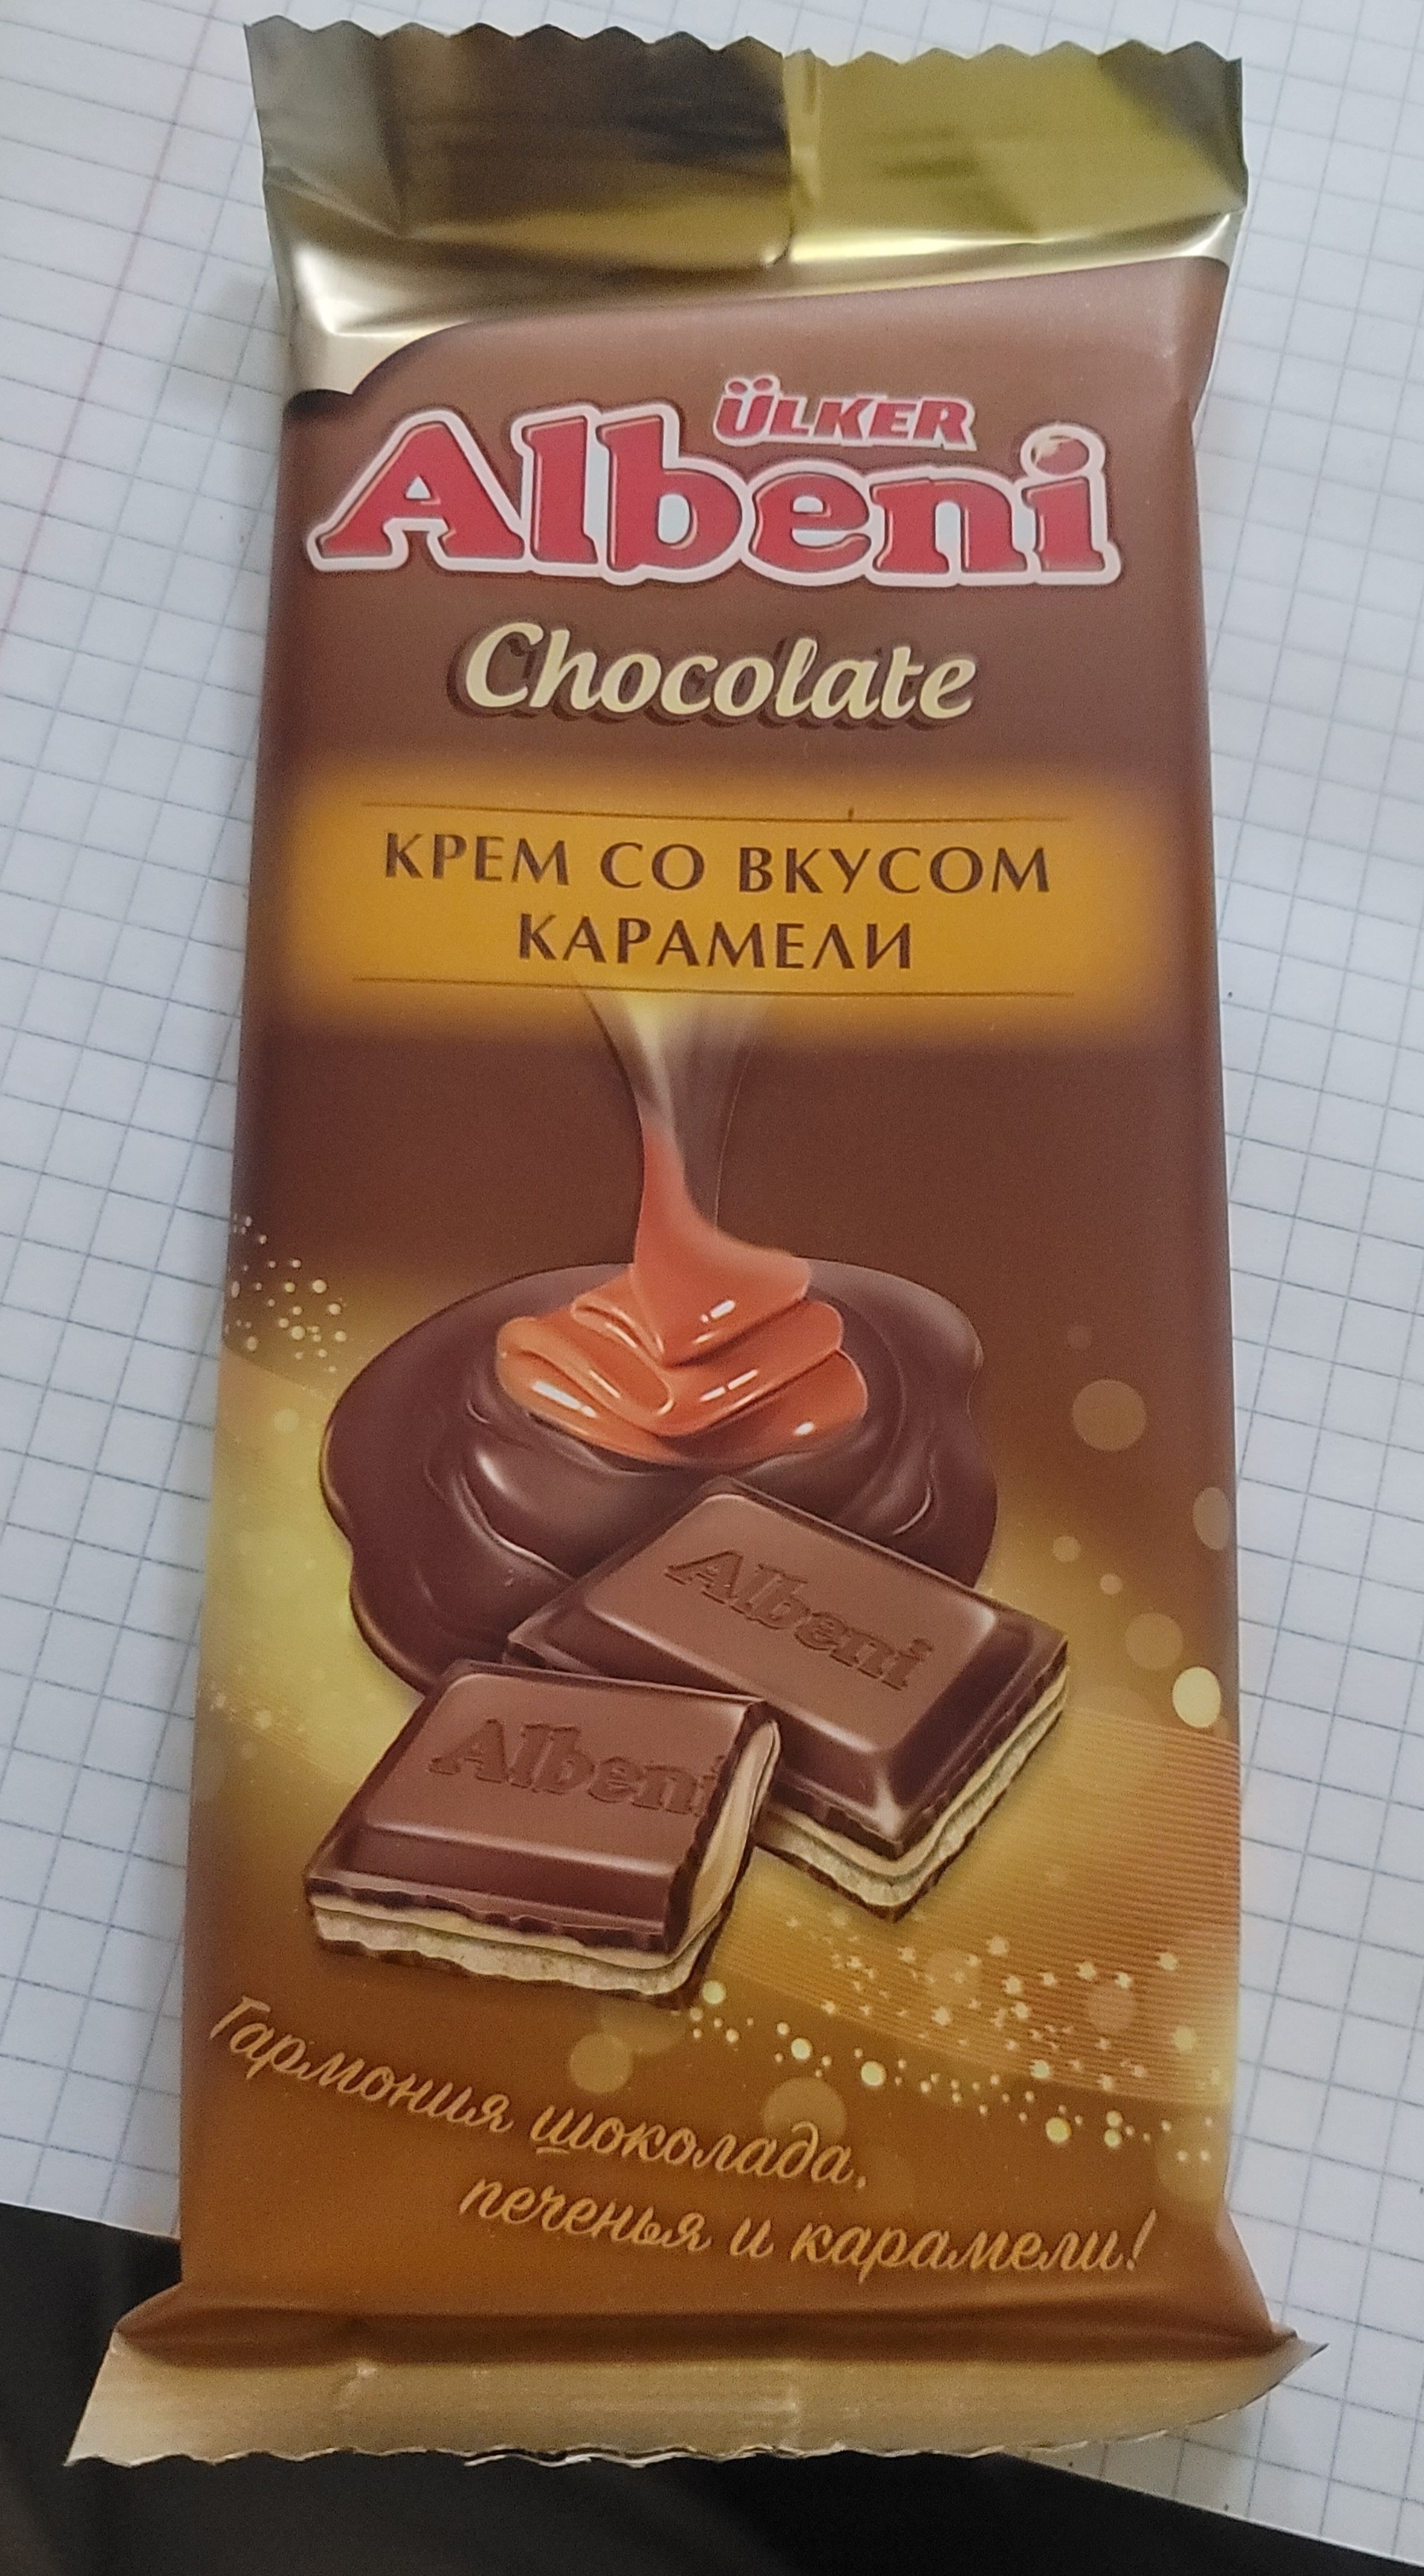 ÜLKER
Albeni
Chocolate
КРЕМ СО ВКУСОМ
КАРАМЕЛИ
Albeni
Albeni
Гармония шоколада,
печенья и карамели!